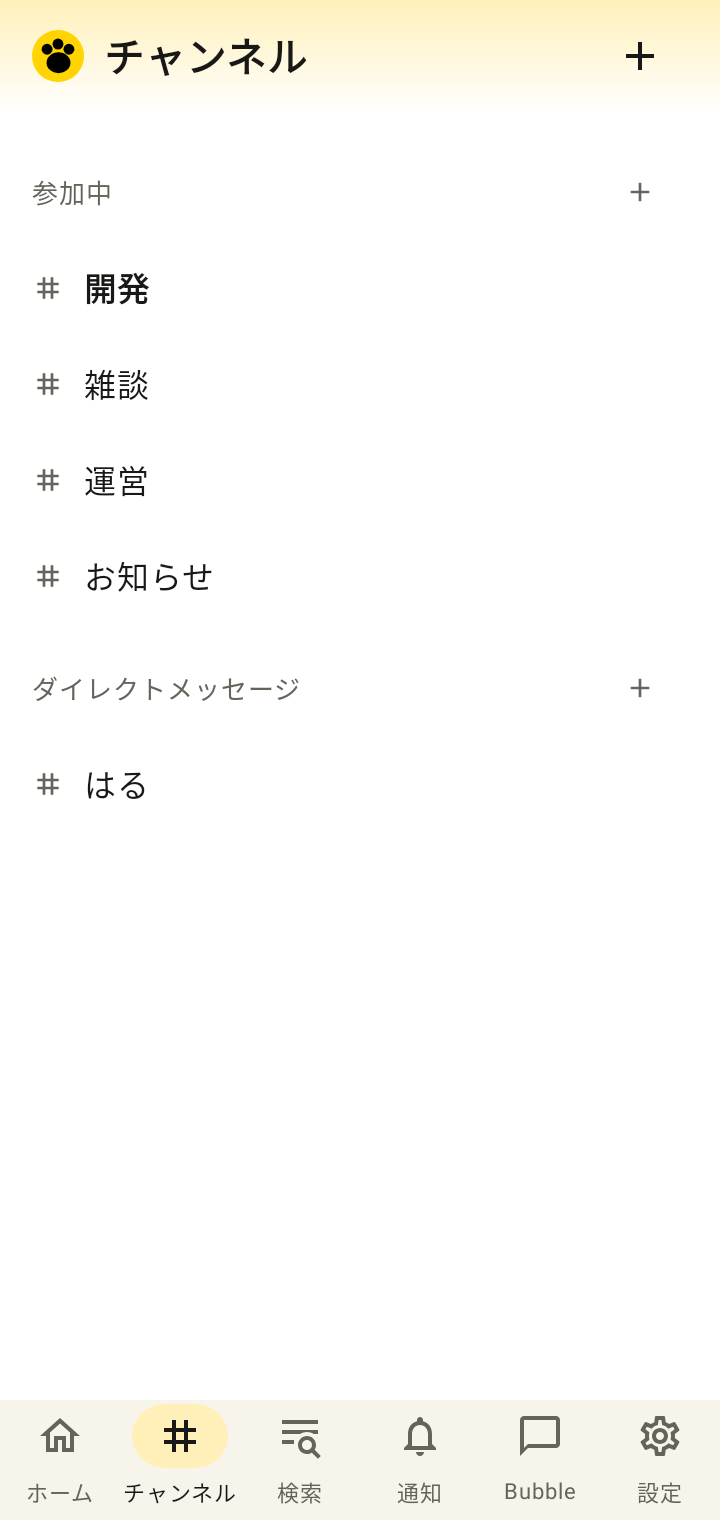 チャンネル
参加中
開発
雑談
運営
お知らせ
ダイレクトメッセージ
はる
ホーム
チャンネル
検索
通知
Bubble
設定